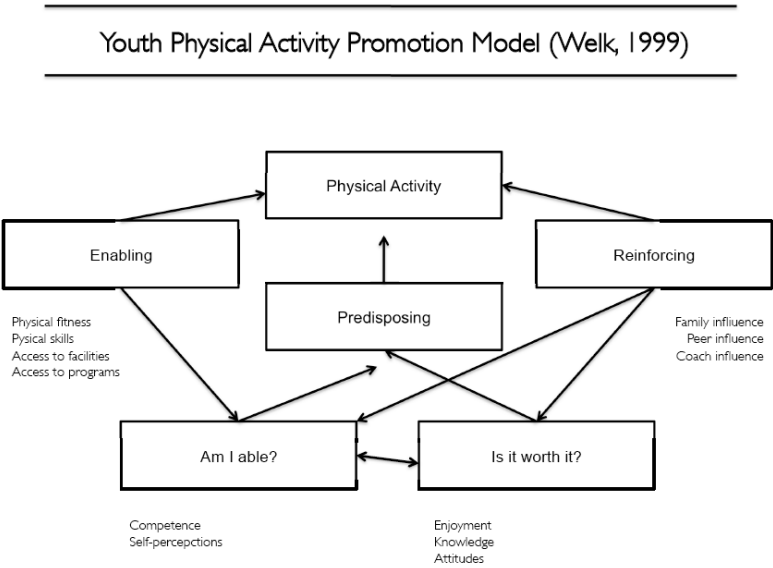 Youth Physical Activity Promotion Model (Welk, 1999)
Physical Activity
Enabling
Reinforcing
Predisposing
Physical fitness
Pysical skills
Access to facilities
Access to programs
Family infliuence
Peer influence
Coach influence
Am I able?
Is it worth it?
Competence
Self-percepctions
Enjoyment
Knowledge
Attitudes